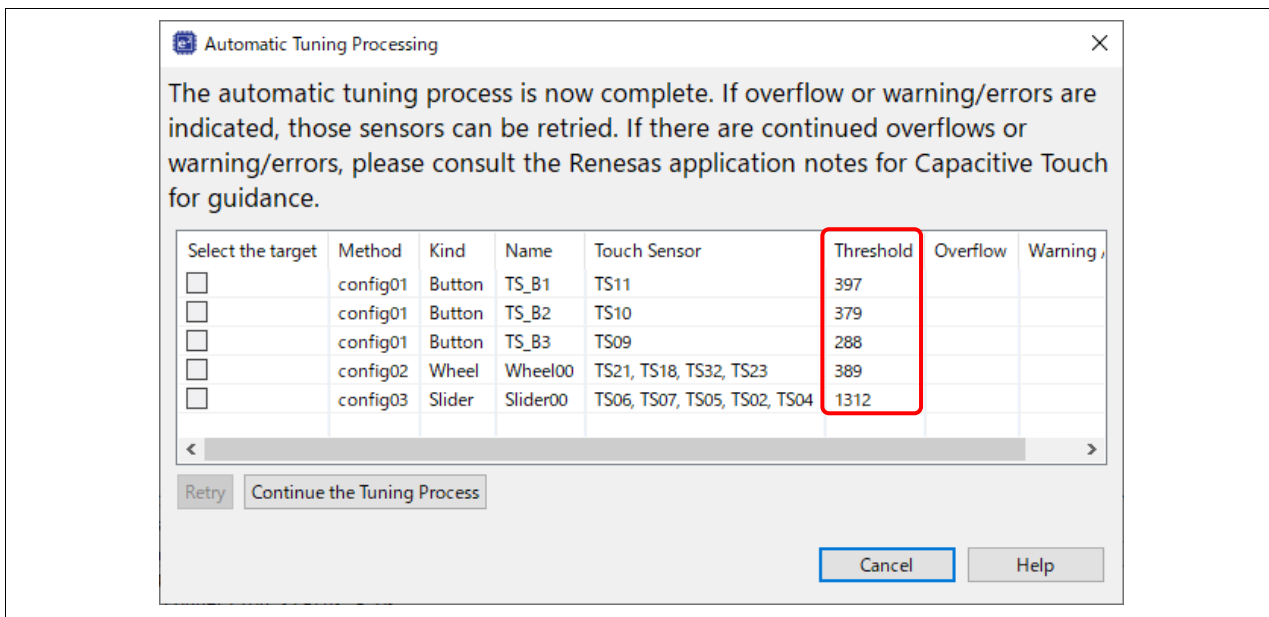 Automatic Tuning Processing
The automatic tuning process is now complete. If overflow or warning/errors are
indicated, those sensors can be retried. If there are continued overflows or
warning/errors, please consult the Renesas application notes for Capacitive Touch
for guidance.
Select the target Method Kind Name Touch Sensor Threshold Overflow Warning /
config01 Button TS_B1 TS11 397
config01 Button TS_B2 TS10 379
config01 Button TS_B3 TS09 288
config02 Wheel Wheel00 TS21, TS18, TS32, TS23 389
config03 Slider Slider00 TS06, TS07, TS05, TS02, TS04 1312
Retry Continue the Tuning Process
Cancel Help